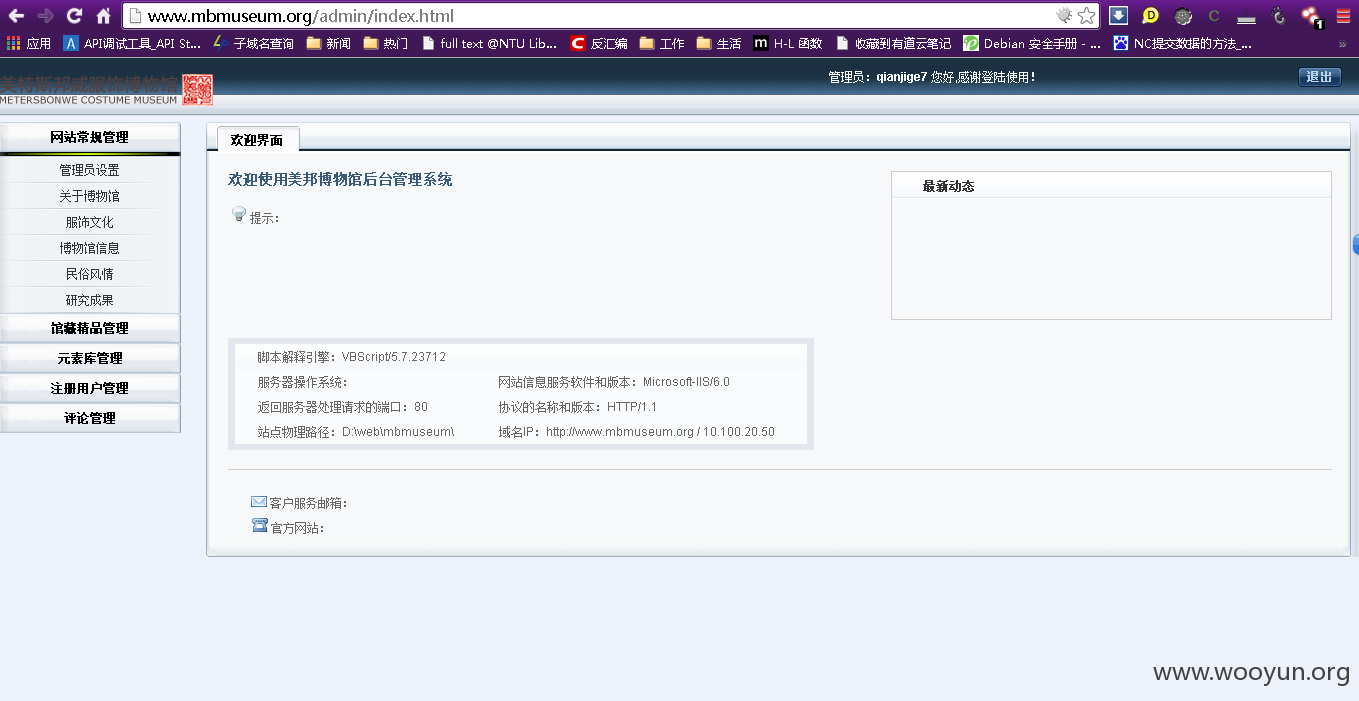 www.mbmuseum.org/admin/index.html
应用 API调试工具_API St... 子域名查询 新闻 热门 full text @NTU Lib... 反汇编 工作 生活 H-L 函数 收藏到有道云笔记 Debian 安全手册 - ... NC提交数据的方法_... »
美特斯邦威服饰博物馆
METERSBONWE COSTUME MUSEUM
管理员：qianjige7 您好,感谢登陆使用！
退出
网站常规管理
管理员设置
关于博物馆
服饰文化
博物馆信息
民俗风情
研究成果
馆藏精品管理
元素库管理
注册用户管理
评论管理
欢迎界面
欢迎使用美邦博物馆后台管理系统
提示：
最新动态
脚本解释引擎：VBScript/5.7.23712
服务器操作系统： 网站信息服务软件和版本：Microsoft-IIS/6.0
返回服务器处理请求的端口：80 协议的名称和版本：HTTP/1.1
站点物理路径：D:\web\mbmuseum\ 域名IP：http://www.mbmuseum.org / 10.100.20.50
客户服务邮箱：
官方网站：
www.wooyun.org